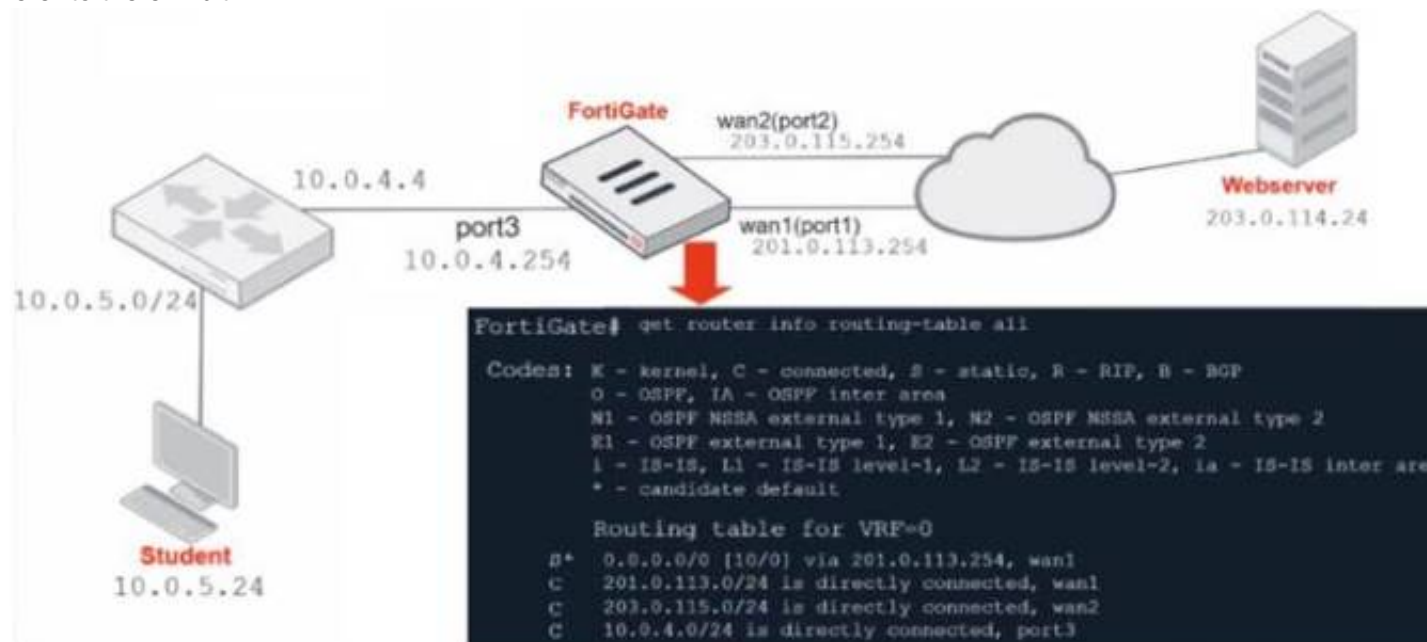 FortiGate
wan2(port2)
203.0.115.254
10.0.4.4
port3
10.0.4.254
wan1(port1)
201.0.113.254
Webserver
203.0.114.24
10.0.5.0/24
Student
10.0.5.24
FortiGate# get router info routing-table all
Codes: K - kernel, C - connected, S - static, R - RIP, B - BGP
O - OSPF, IA - OSPF inter area
N1 - OSPF NSSA external type 1, N2 - OSPF NSSA external type 2
E1 - OSPF external type 1, E2 - OSPF external type 2
i - IS-IS, L1 - IS-IS level-1, L2 - IS-IS level-2, ia - IS-IS inter are
* - candidate default
Routing table for VRF=0
S* 0.0.0.0/0 [10/0] via 201.0.113.254, wan1
C 201.0.113.0/24 is directly connected, wan1
C 203.0.115.0/24 is directly connected, wan2
C 10.0.4.0/24 is directly connected, port3